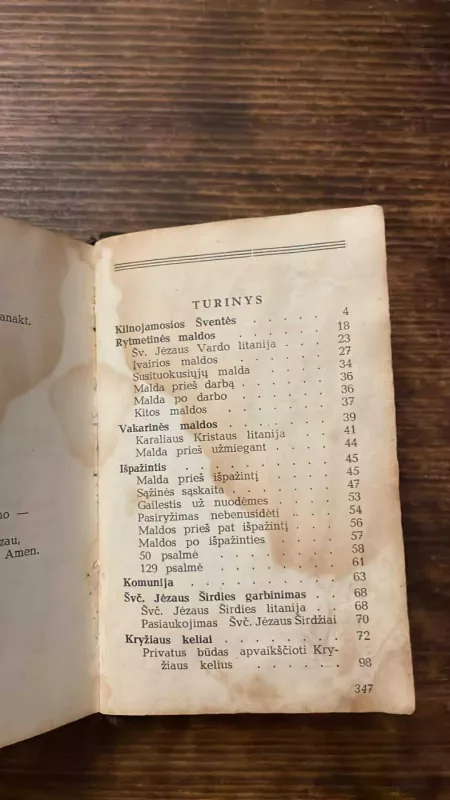 anakt.
no —
zau,
Amen.
TURINYS
Kilnojamosios Šventės . . . . . 4
Rytmetinės maldos . . . . . . 18
Šv. Jėzaus Vardo litanija . . . 23
Įvairios maldos . . . . . . 27
Susituokusiųjų malda . . . . 34
Malda prieš darbą . . . . . 36
Malda po darbo . . . . . . 36
Kitos maldos . . . . . . . 37
Vakarinės maldos . . . . . . 39
Karaliaus Kristaus litanija . . . 41
Malda prieš užmiegant . . . . 44
Išpažintis . . . . . . . . . 45
Malda prieš išpažintį . . . . 45
Sąžinės sąskaita . . . . . . 47
Gailestis už nuodėmes . . . . 53
Pasiryžimas nebenusidėti . . . 54
Maldos prieš pat išpažintį . . . 56
Maldos po išpažinties . . . . 57
50 psalmė . . . . . . . . 58
129 psalmė . . . . . . . . 61
Komunija . . . . . . . . . 63
Švč. Jėzaus Širdies garbinimas . . 68
Švč. Jėzaus Širdies litanija . . 68
Pasiaukojimas Švč. Jėzaus Širdžiai 70
Kryžiaus keliai . . . . . . . 72
Privatus būdas apvaikščioti Kry-
žiaus kelius . . . . . . 98
347